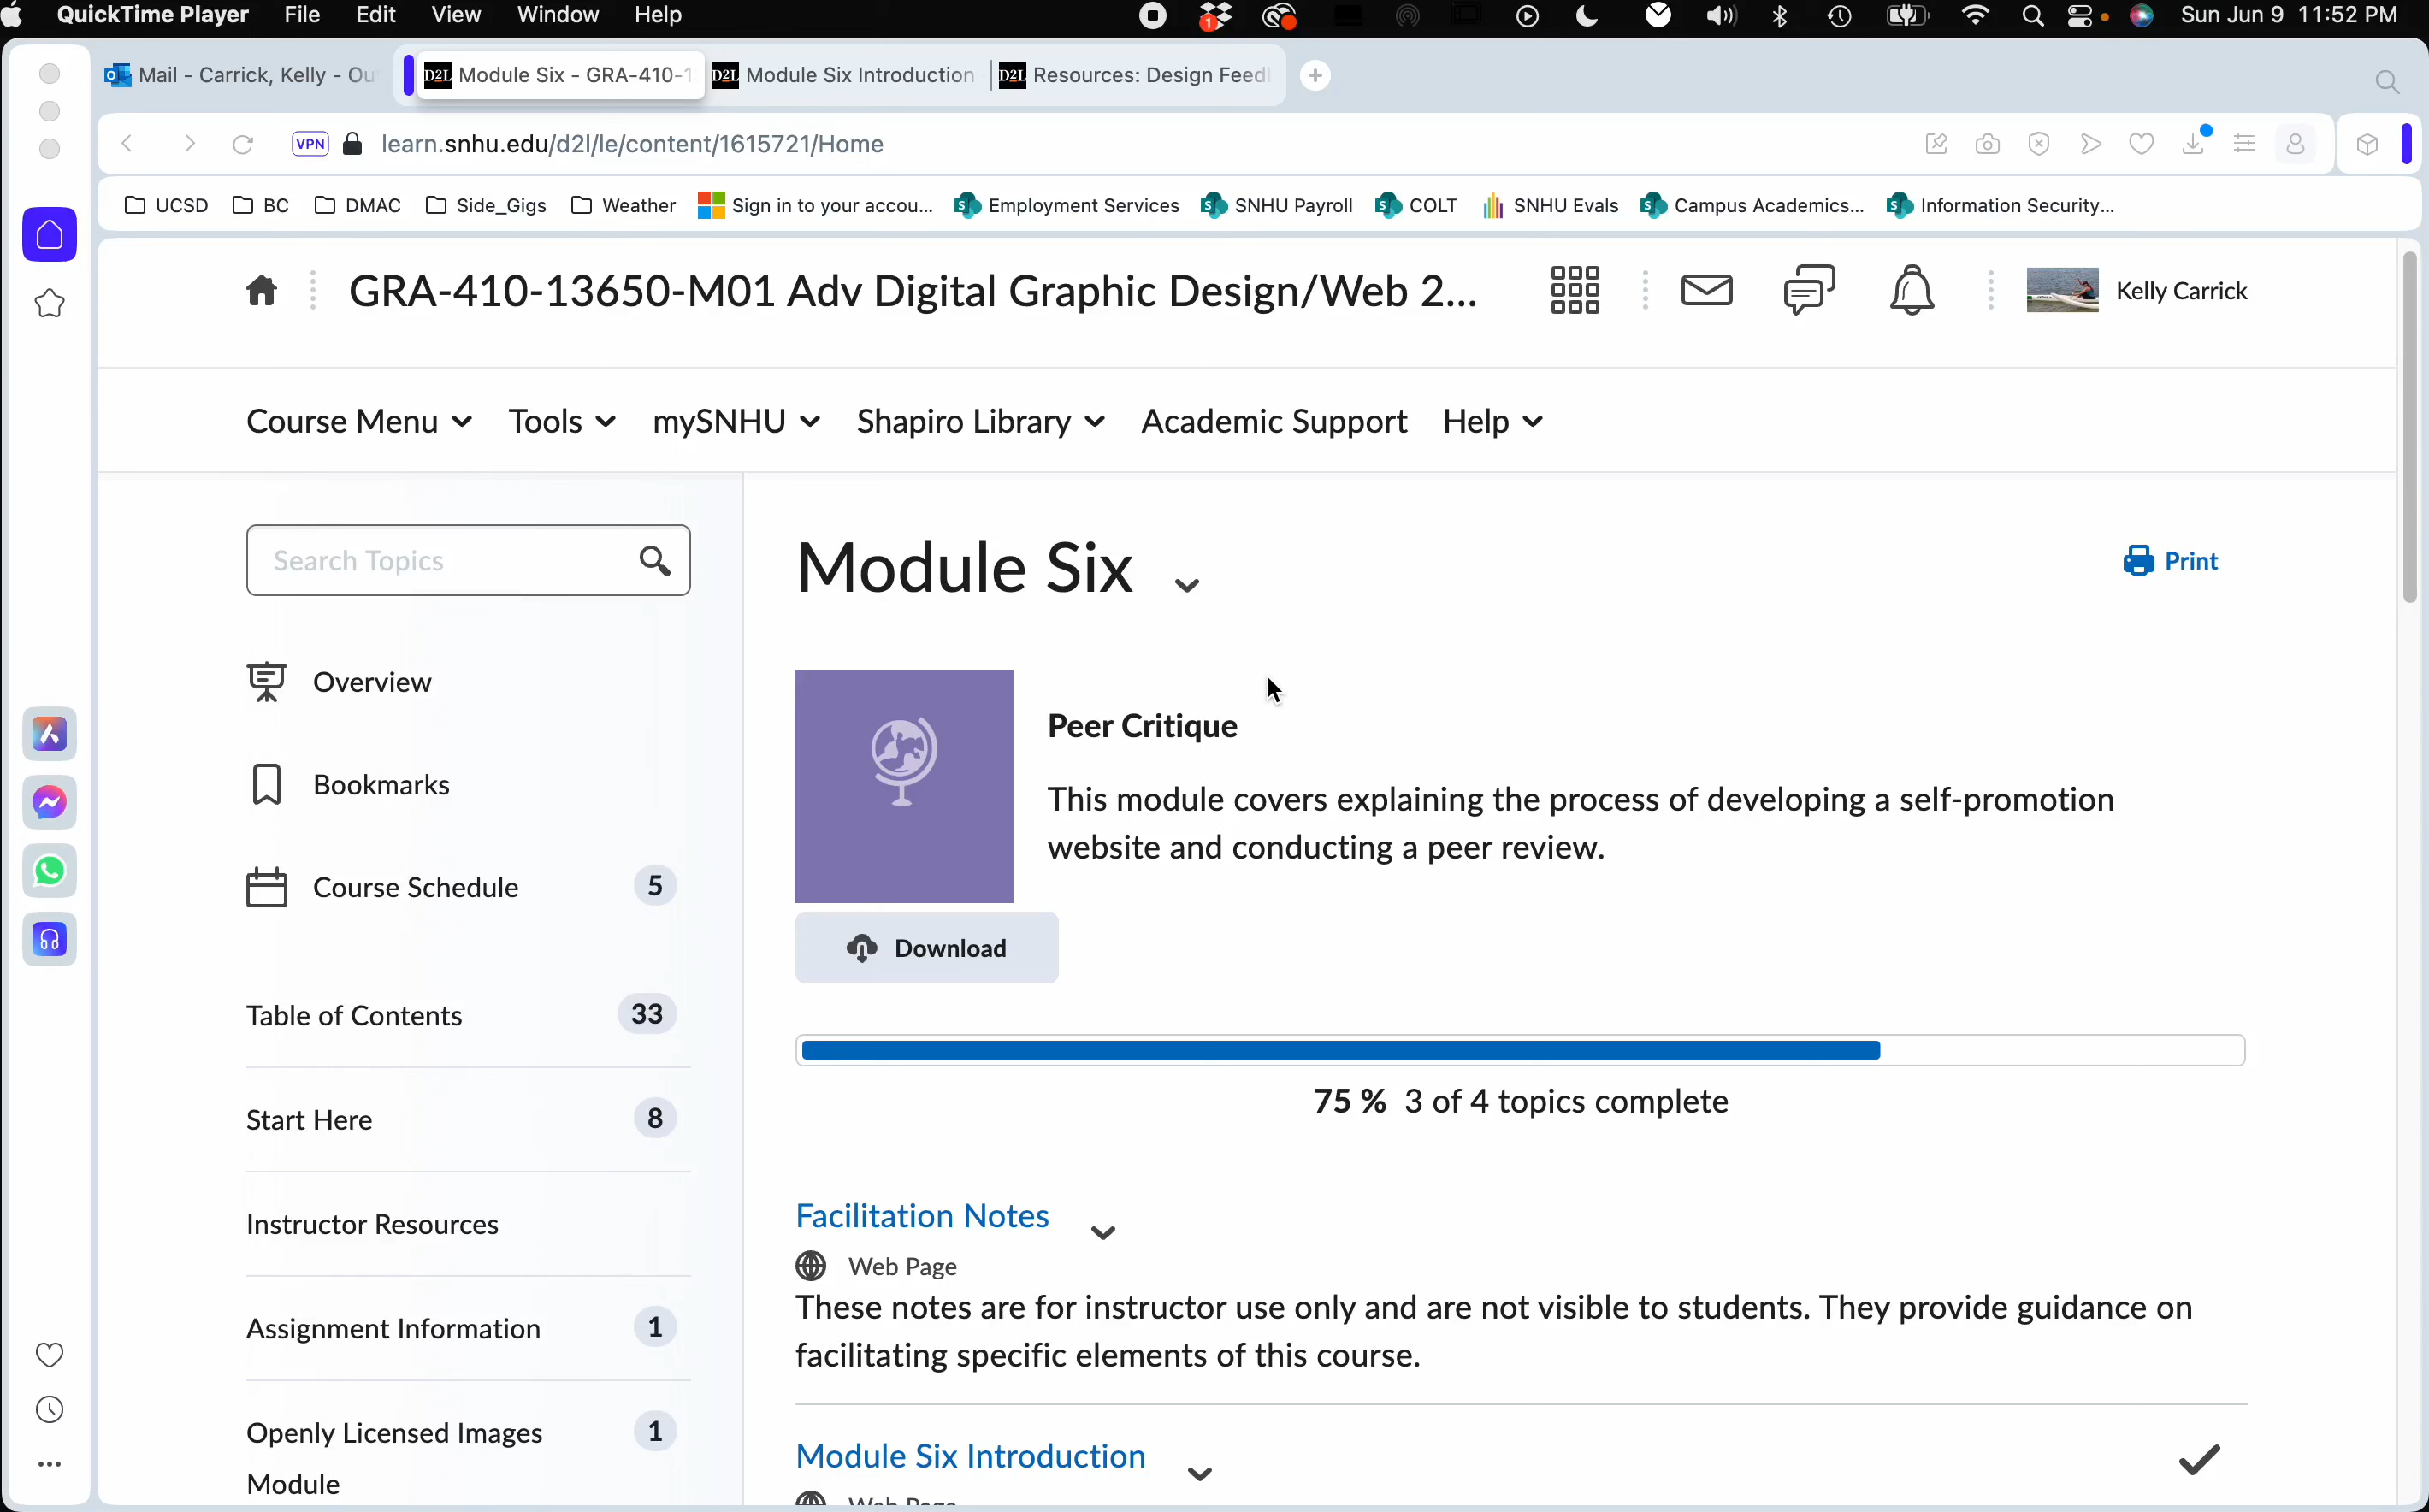 QuickTime Player File Edit View Window Help
1
Sun Jun 9 11:52 PM
Mail - Carrick, Kelly - Ou
D2L Module Six - GRA-410-1
D2L Module Six Introduction
D2L Resources: Design Feed
VPN learn.snhu.edu/d2l/le/content/1615721/Home
UCSD BC DMAC Side_Gigs Weather Sign in to your accou... S Employment Services S SNHU Payroll S COLT SNHU Evals S Campus Academics... S Information Security...
GRA-410-13650-M01 Adv Digital Graphic Design/Web 2...
Kelly Carrick
Course Menu Tools mySNHU Shapiro Library Academic Support Help
Search Topics
Overview
Bookmarks
Course Schedule 5
Table of Contents 33
Start Here 8
Instructor Resources
Assignment Information 1
Openly Licensed Images 1
Module
Module Six
Print
Peer Critique
This module covers explaining the process of developing a self-promotion
website and conducting a peer review.
Download
75 % 3 of 4 topics complete
Facilitation Notes
Web Page
These notes are for instructor use only and are not visible to students. They provide guidance on
facilitating specific elements of this course.
Module Six Introduction
Web Page